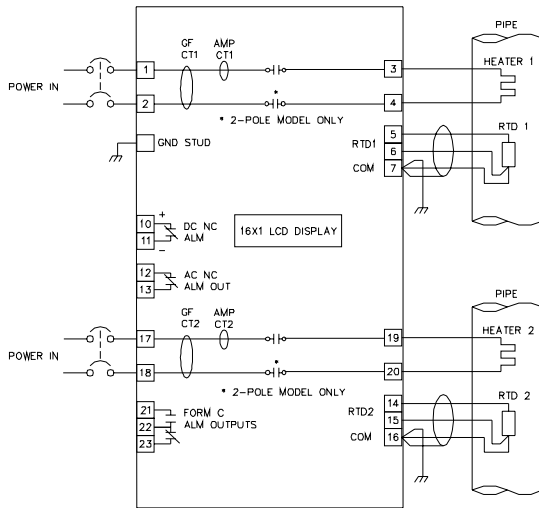 PIPE
GF
CT1
AMP
CT1
1
3
HEATER 1
POWER IN
2
*
4
* 2-POLE MODEL ONLY
5
RTD 1
GND STUD
RTD1
6
COM
7
10
+
DC NC
ALM
11
−
16X1 LCD DISPLAY
12
AC NC
ALM OUT
13
GF
CT2
AMP
CT2
PIPE
17
19
HEATER 2
POWER IN
18
*
20
* 2-POLE MODEL ONLY
14
RTD 2
21
FORM C
ALM OUTPUTS
22
23
RTD2
15
COM
16